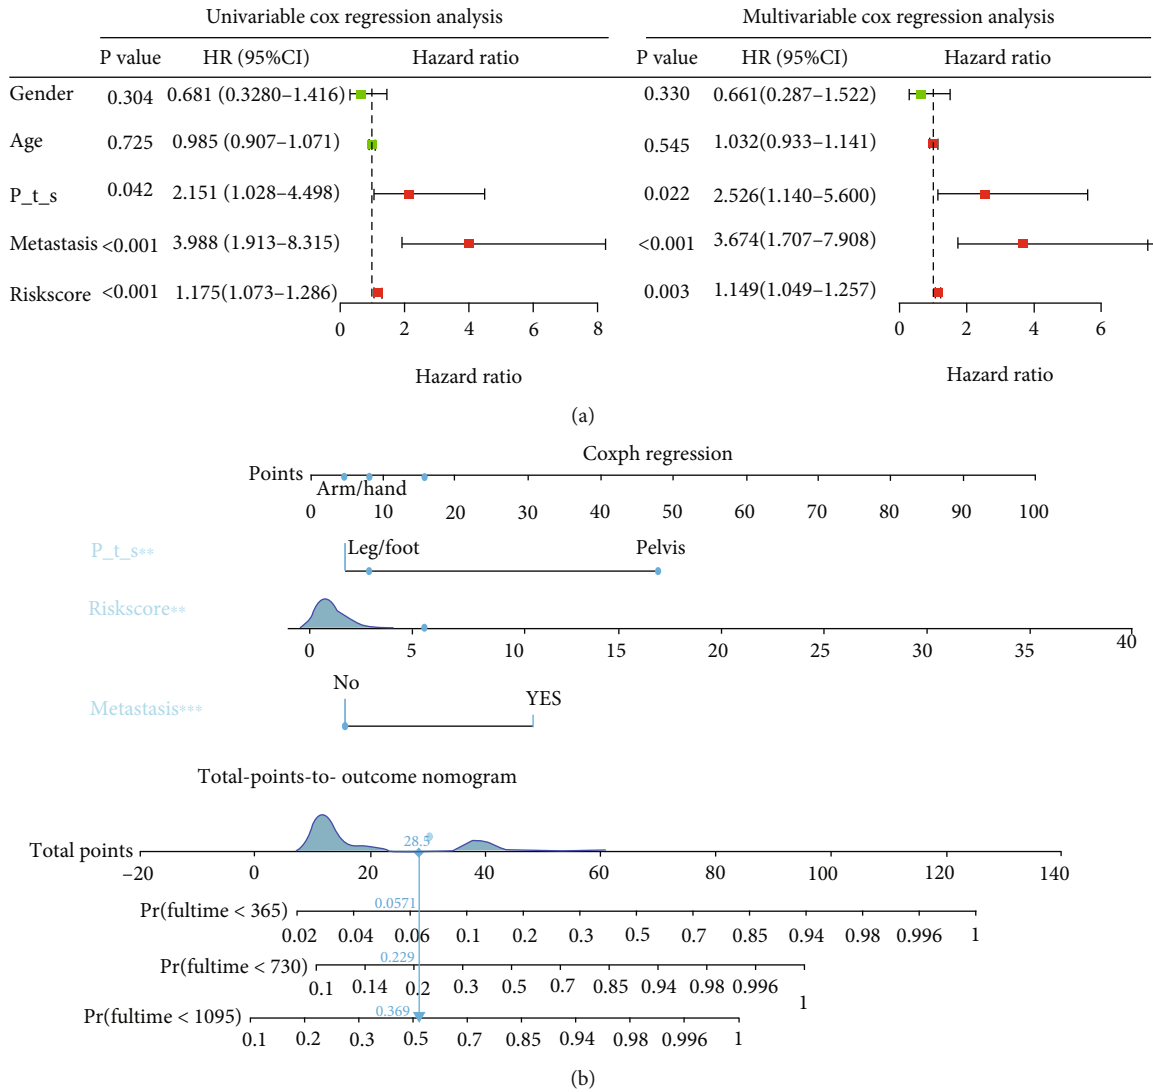 Univariable cox regression analysis Multivariable cox regression analysis
P value HR (95%CI) Hazard ratio P value HR (95%CI) Hazard ratio
Gender 0.304 0.681 (0.3280–1.416) 0.330 0.661(0.287–1.522)
Age 0.725 0.985 (0.907–1.071) 0.545 1.032(0.933–1.141)
P_t_s 0.042 2.151 (1.028–4.498) 0.022 2.526(1.140–5.600)
Metastasis <0.001 3.988 (1.913–8.315) <0.001 3.674(1.707–7.908)
Riskscore <0.001 1.175(1.073–1.286) 0.003 1.149(1.049–1.257)
0 2 4 6 8 0 2 4 6
Hazard ratio Hazard ratio
(a)
Coxph regression
Points
Arm/hand
0 10 20 30 40 50 60 70 80 90 100
P_t_s** Leg/foot Pelvis
Riskscore**
0 5 10 15 20 25 30 35 40
No YES
Metastasis***
Total-points-to- outcome nomogram
28.5
Total points
–20 0 20 40 60 80 100 120 140
0.0571
Pr(fultime < 365)
0.02 0.04 0.06 0.1 0.2 0.3 0.5 0.7 0.85 0.94 0.98 0.996 1
0.229
Pr(fultime < 730)
0.1 0.14 0.2 0.3 0.5 0.7 0.85 0.94 0.98 0.996 1
0.369
Pr(fultime < 1095)
0.1 0.2 0.3 0.5 0.7 0.85 0.94 0.98 0.996 1
(b)